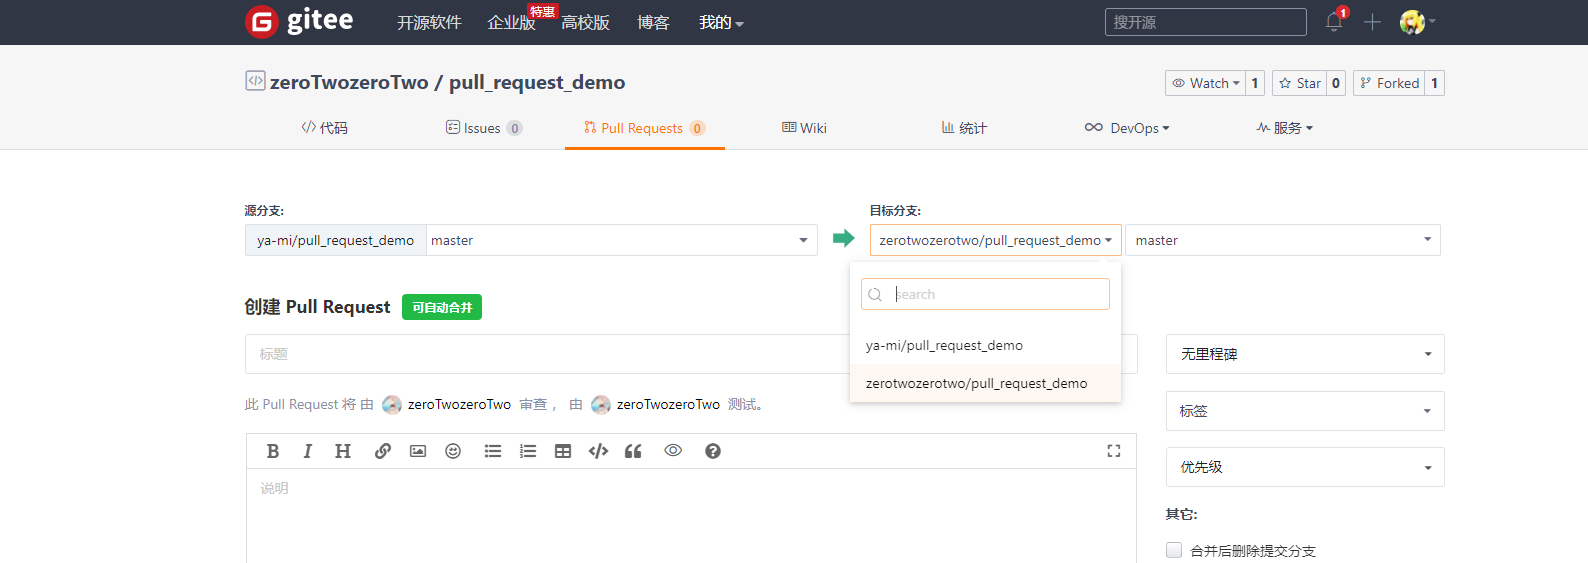 gitee 开源软件 企业版 特惠 高校版 博客 我的 搜开源 1
zeroTwozeroTwo / pull_request_demo Watch 1 Star 0 Forked 1
代码 Issues 0 Pull Requests 0 Wiki 统计 DevOps 服务
源分支: 目标分支:
ya-mi/pull_request_demo master zerotwozerotwo/pull_request_demo master
search
创建 Pull Request 可自动合并
ya-mi/pull_request_demo
标题 无里程碑
zerotwozerotwo/pull_request_demo
此 Pull Request 将 由 zeroTwozeroTwo 审查 ， 由 zeroTwozeroTwo 测试。
标签
B I H
优先级
说明
其它:
合并后删除提交分支